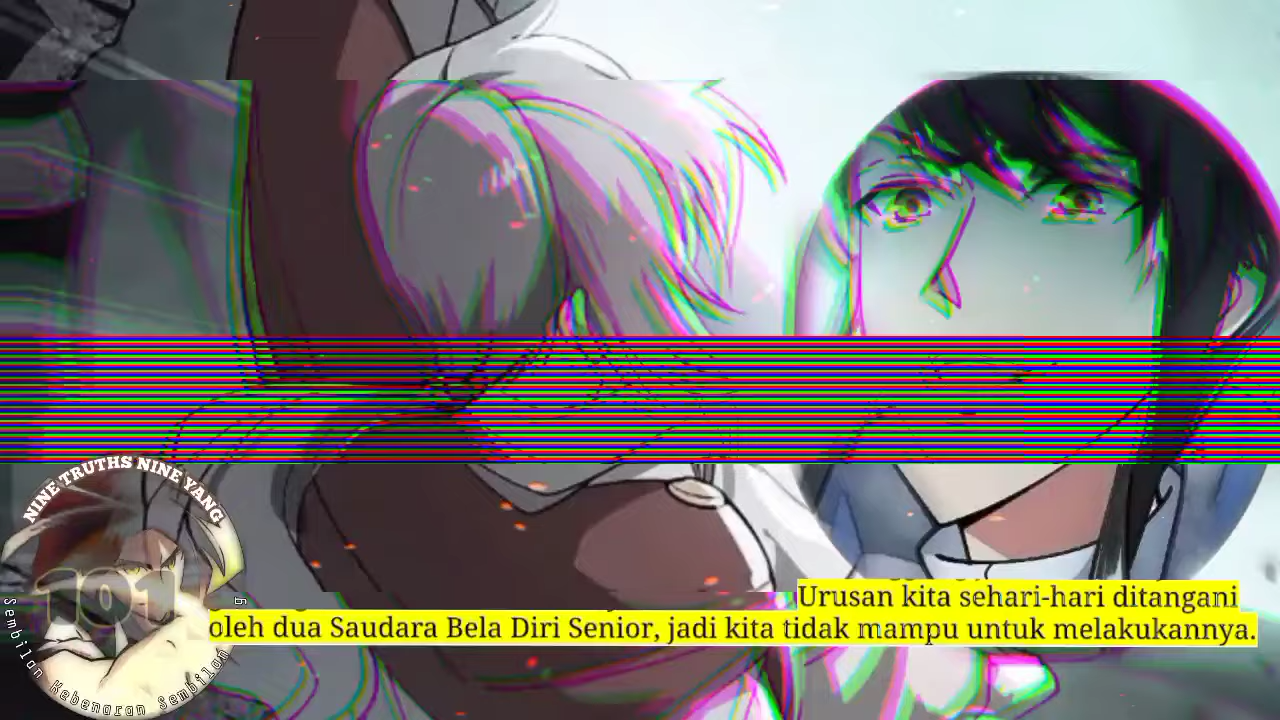 NINE TRUTHS NINE YANG
101
Sembilan Kebenaran Sembilan
Urusan kita sehari-hari ditangani
oleh dua Saudara Bela Diri Senior, jadi kita tidak mampu untuk melakukannya.